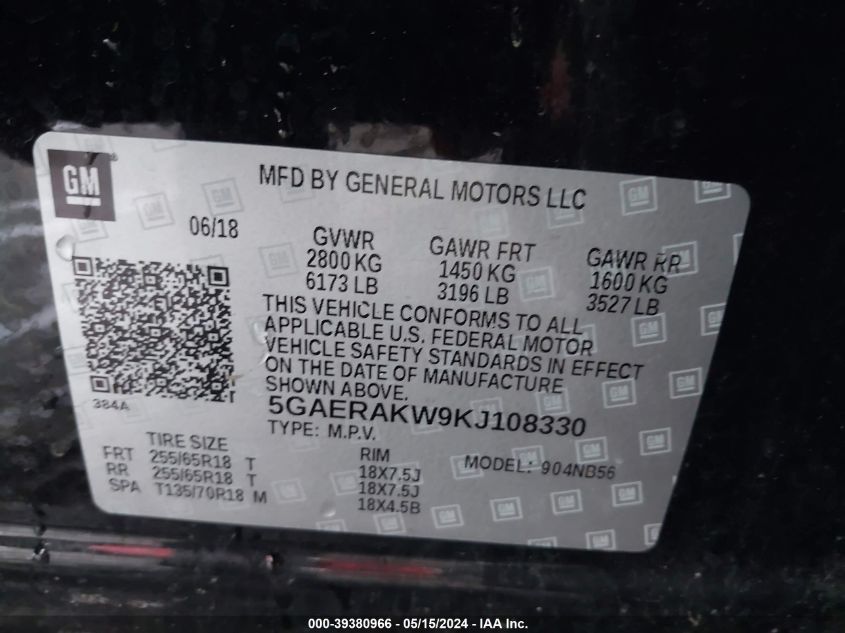 GM
MFD BY GENERAL MOTORS LLC
06/18
GVWR GAWR FRT GAWR RR
2800 KG 1450 KG 1600 KG
6173 LB 3196 LB 3527 LB
THIS VEHICLE CONFORMS TO ALL
APPLICABLE U.S. FEDERAL MOTOR
VEHICLE SAFETY STANDARDS IN EFFECT
ON THE DATE OF MANUFACTURE
SHOWN ABOVE.
384A
5GAERAKW9KJ108330
TYPE: M.P.V.
TIRE SIZE RIM MODEL: 904NB56
FRT 255/65R18 T 18X7.5J
RR 255/65R18 T 18X7.5J
SPA T135/70R18 M 18X4.5B
000-39380966 - 05/15/2024 - IAA Inc.